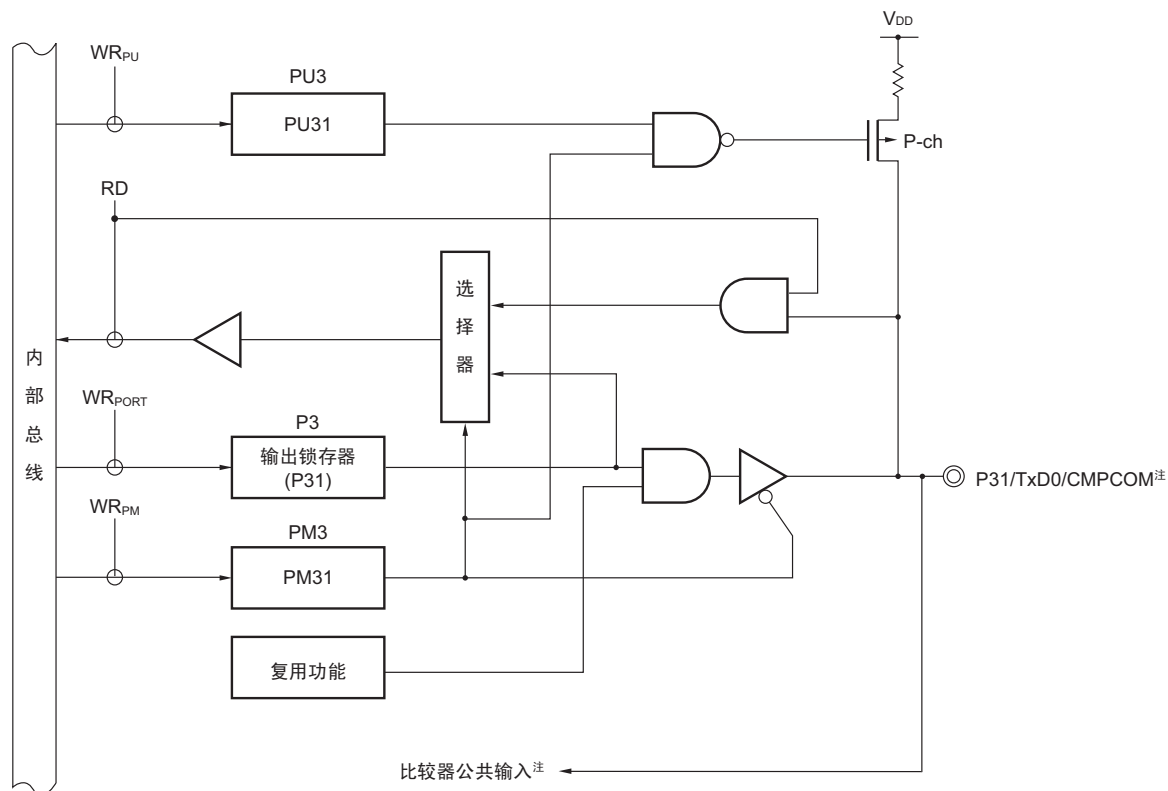 VDD
WRPU
PU3
PU31
P-ch
RD
选择器
内部总线
WRPORT
P3
输出锁存器
(P31)
P31/TxD0/CMPCOM注
WRPM
PM3
PM31
复用功能
比较器公共输入注